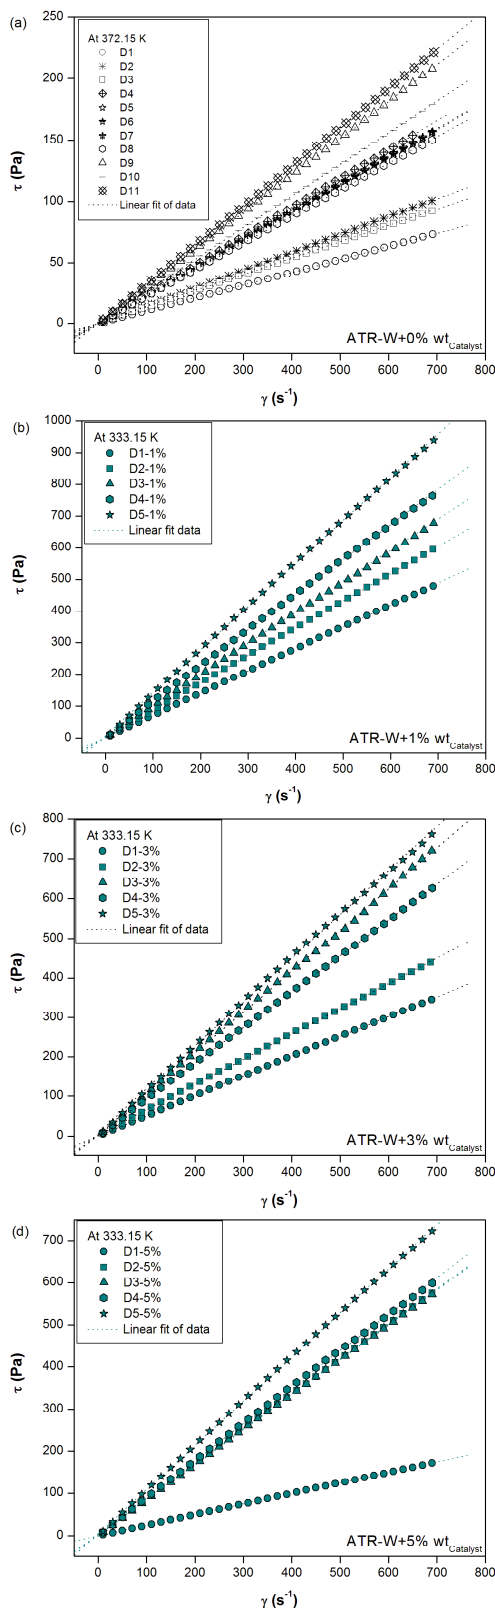 (a)
250
200
150
100
50
0
τ (Pa)
At 372.15 K
D1
D2
D3
D4
D5
D6
D7
D8
D9
D10
D11
Linear fit of data
ATR-W+0% wtCatalyst
0 100 200 300 400 500 600 700 800
γ (s-1)
(b)
1000
900
800
700
600
500
400
300
200
100
0
τ (Pa)
At 333.15 K
D1-1%
D2-1%
D3-1%
D4-1%
D5-1%
Linear fit data
ATR-W+1% wtCatalyst
0 100 200 300 400 500 600 700 800
γ (s-1)
(c)
800
700
600
500
400
300
200
100
0
τ (Pa)
At 333.15 K
D1-3%
D2-3%
D3-3%
D4-3%
D5-3%
Linear fit of data
ATR-W+3% wtCatalyst
0 100 200 300 400 500 600 700 800
γ (s-1)
(d)
700
600
500
400
300
200
100
0
τ (Pa)
At 333.15 K
D1-5%
D2-5%
D3-5%
D4-5%
D5-5%
Linear fit of data
ATR-W+5% wtCatalyst
0 100 200 300 400 500 600 700 800
γ (s-1)